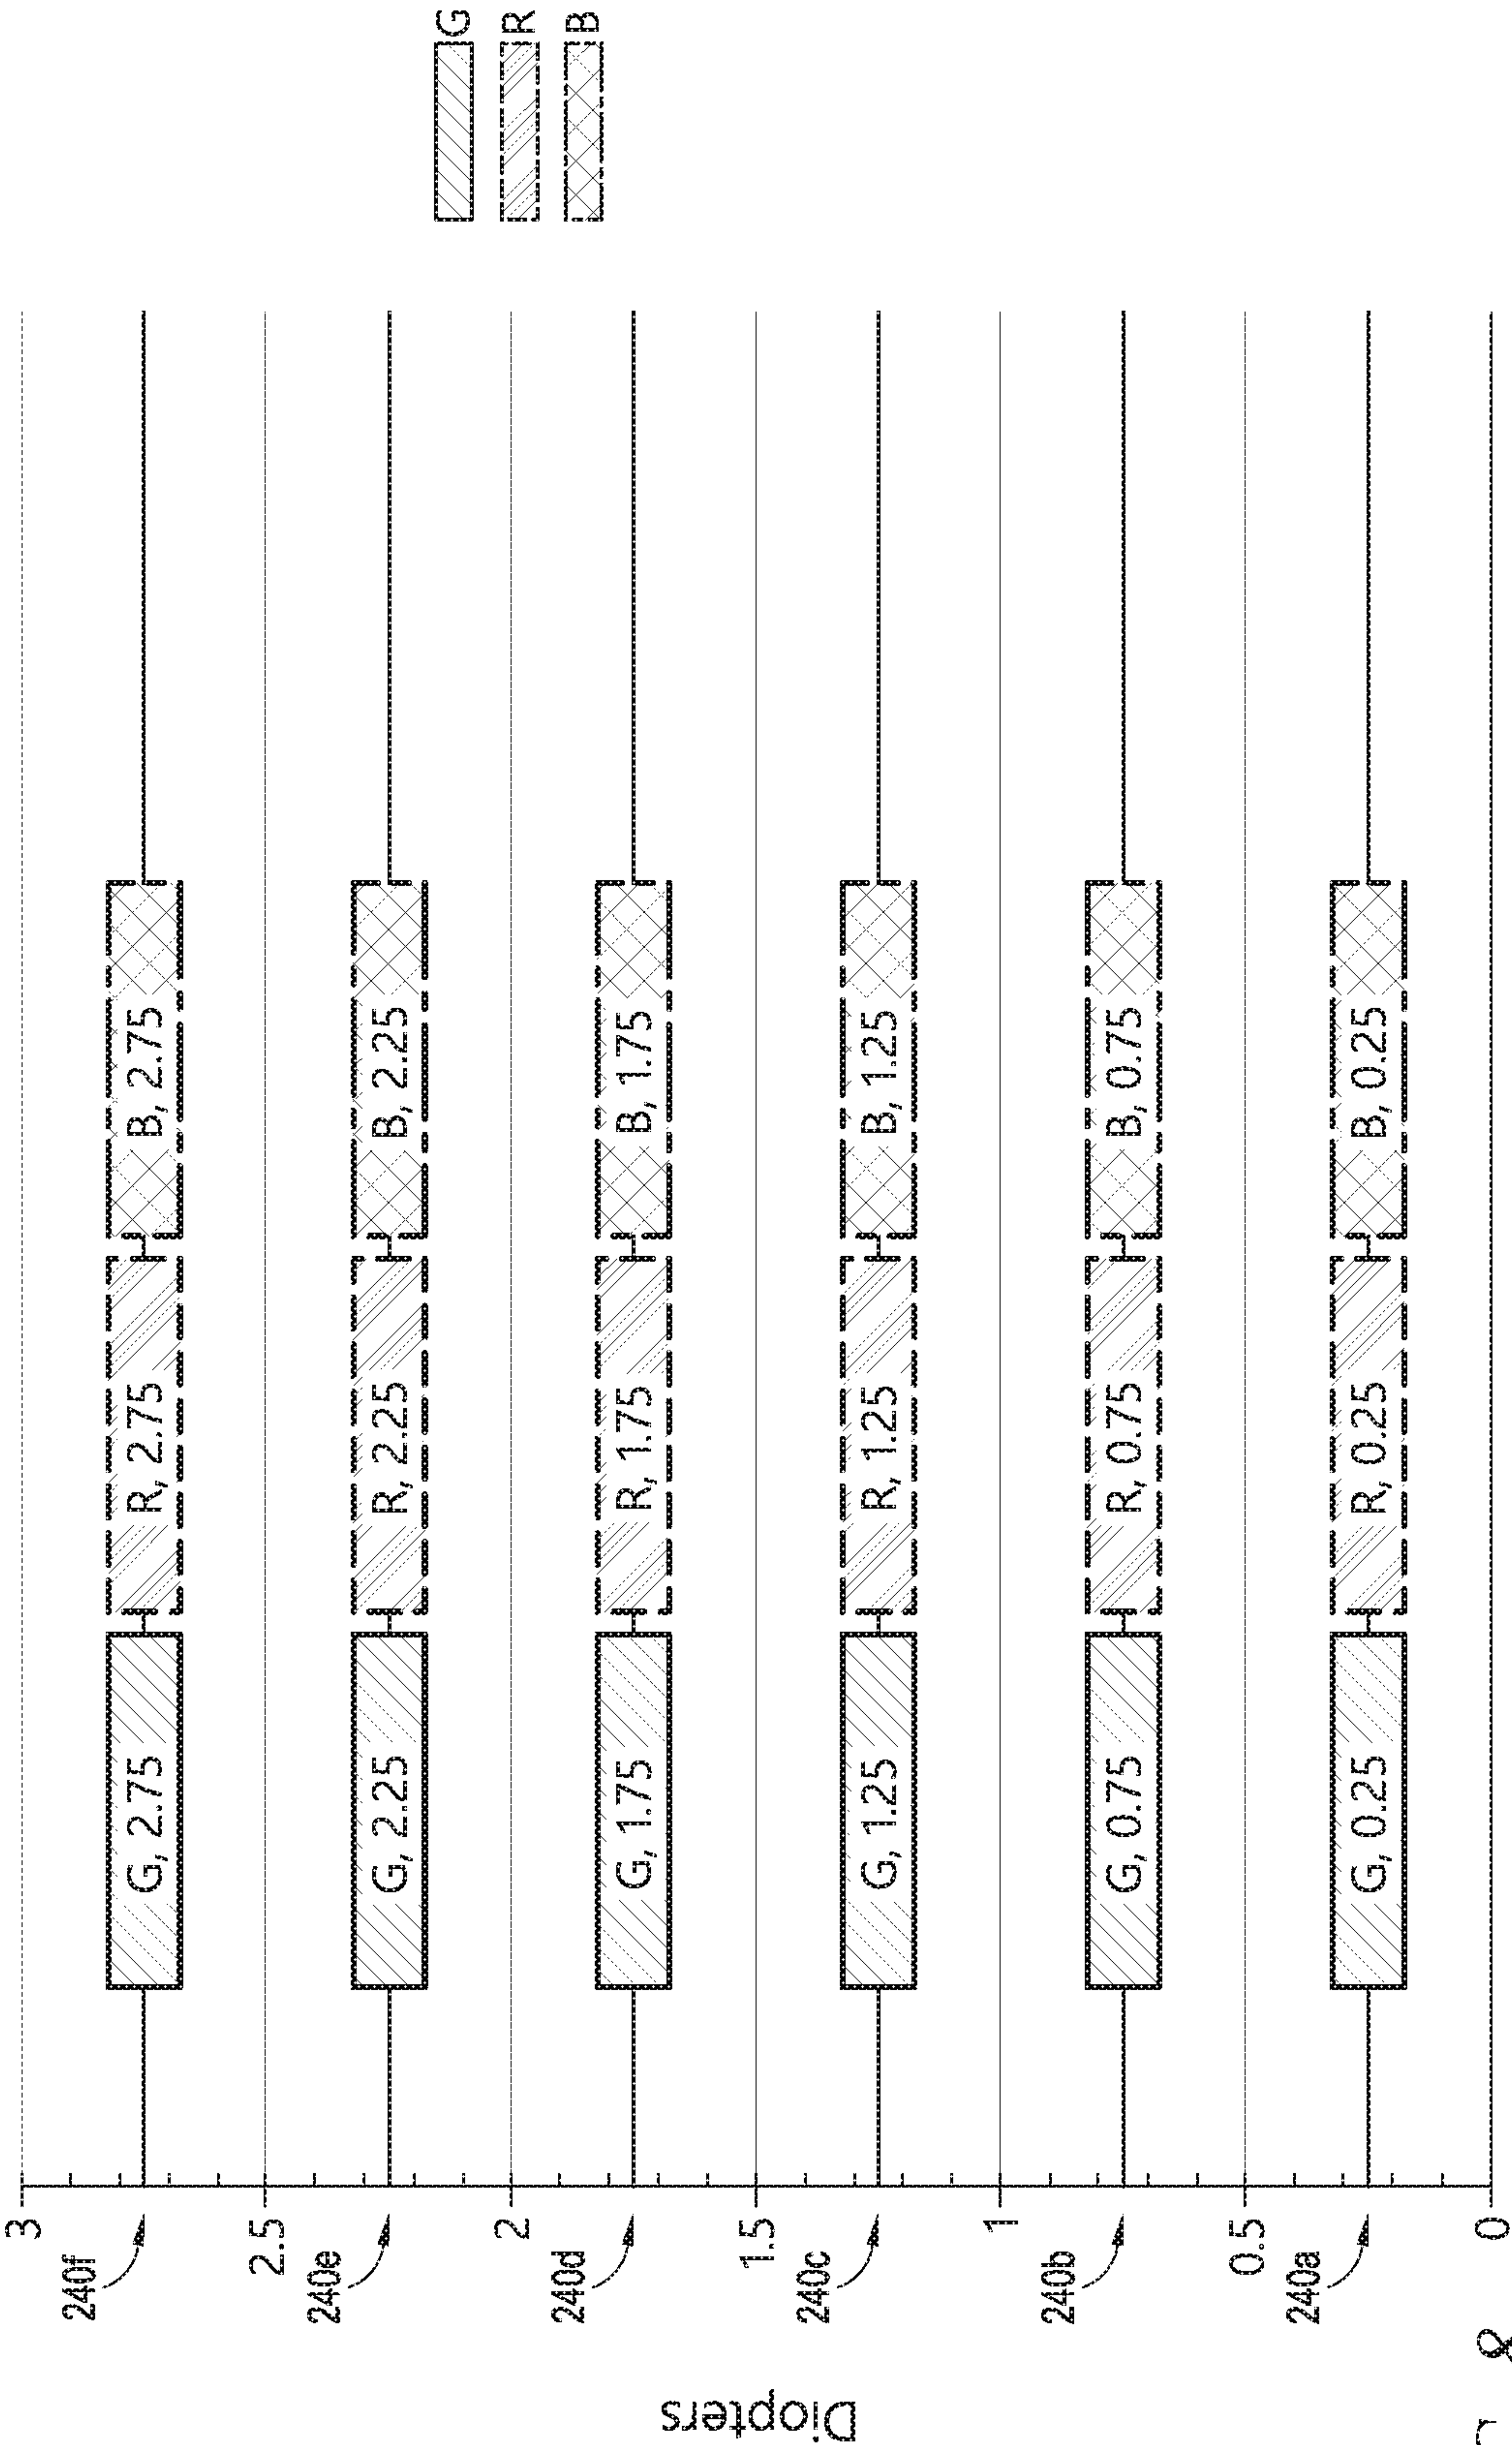 Diopters
3
240f
G, 2.75
R, 2.75
B, 2.75
2.5
240e
G, 2.25
R, 2.25
B, 2.25
2
240d
G, 1.75
R, 1.75
B, 1.75
1.5
240c
G, 1.25
R, 1.25
B, 1.25
1
240b
G, 0.75
R, 0.75
B, 0.75
0.5
240a
G, 0.25
R, 0.25
B, 0.25
0
G
R
B